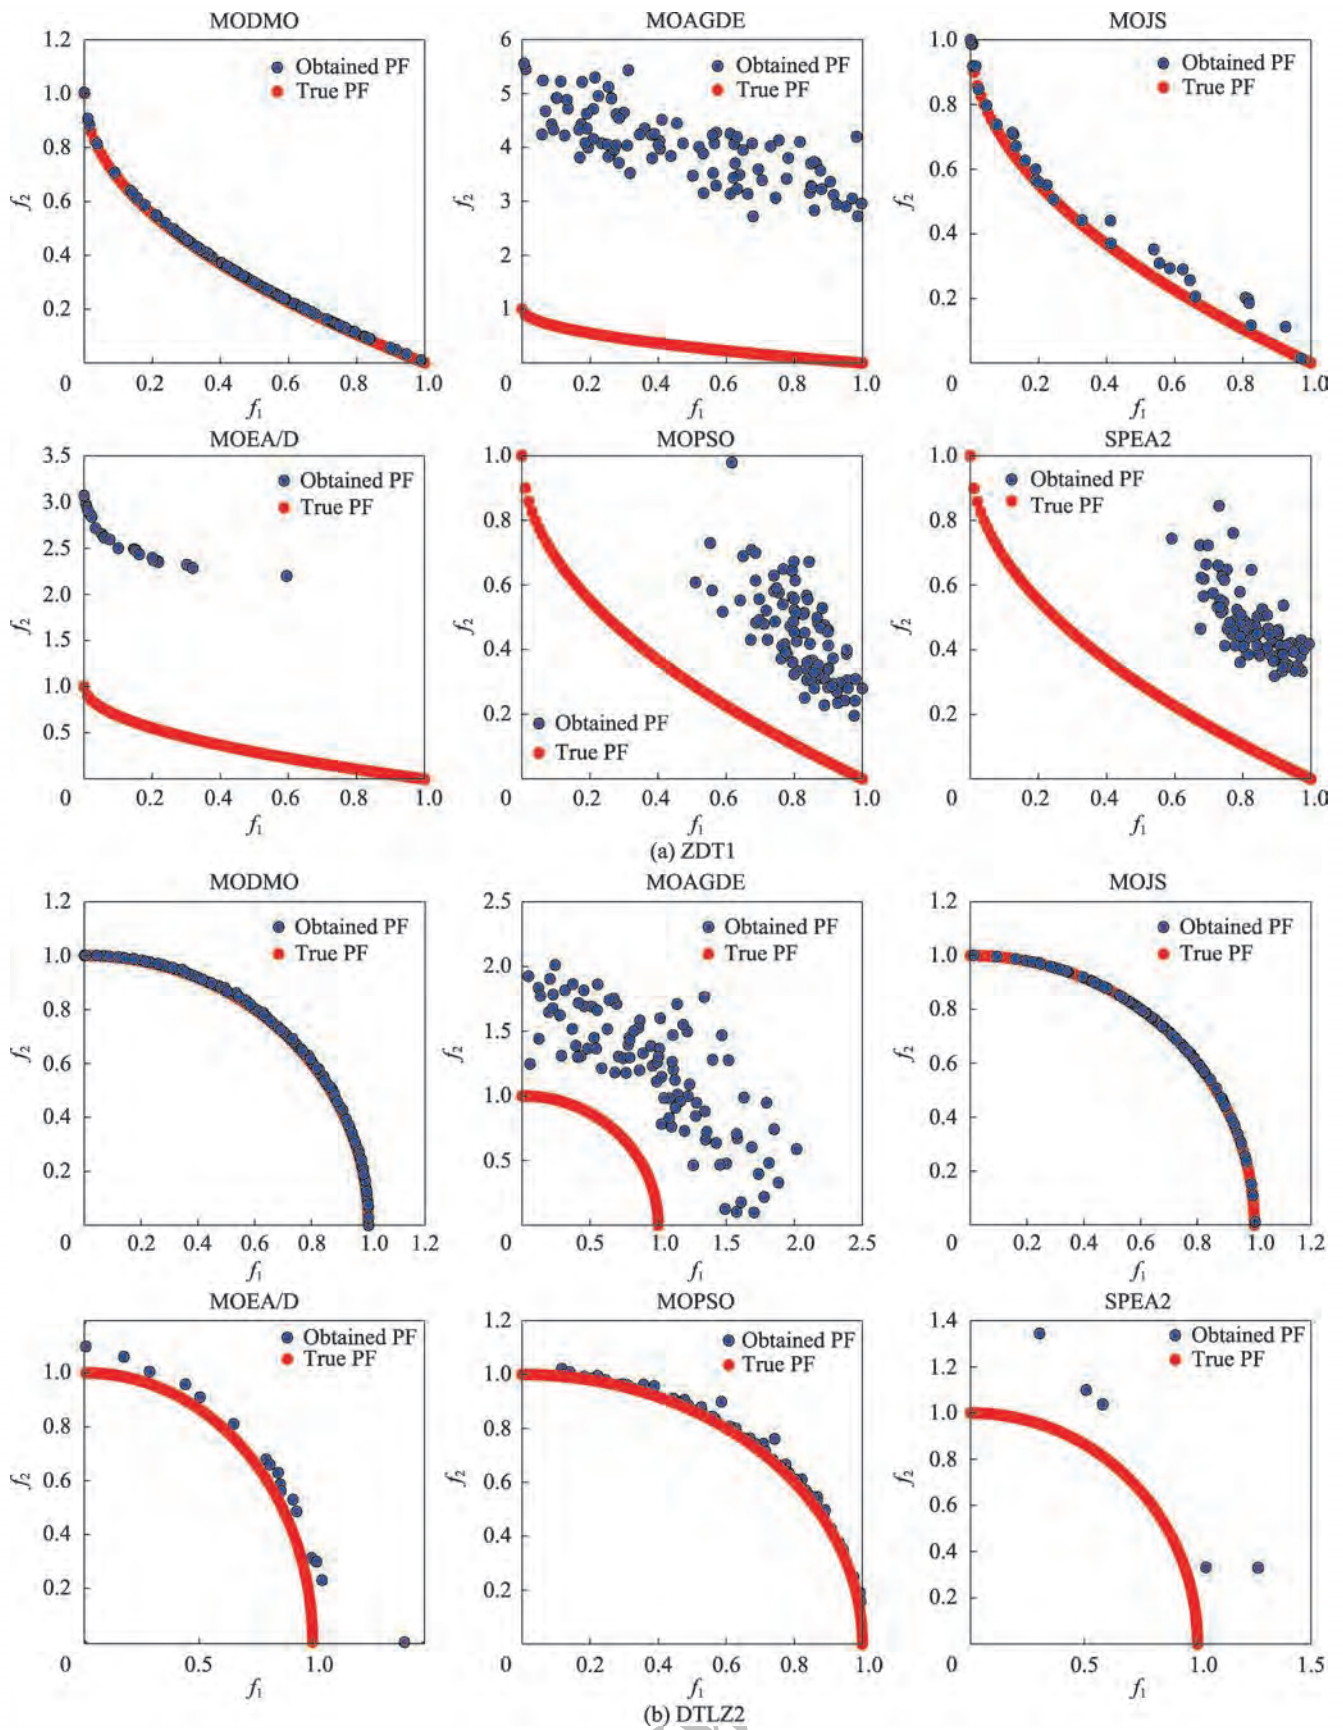 MODMO
1.2
1.0
0.8
0.6
0.4
0.2
0
0.2 0.4 0.6 0.8 1.0
f₂
f₁
Obtained PF
True PF
MOAGDE
6
5
4
3
2
1
0
0.2 0.4 0.6 0.8 1.0
f₂
f₁
Obtained PF
True PF
MOJS
1.0
0.8
0.6
0.4
0.2
0
0.2 0.4 0.6 0.8 1.0
f₂
f₁
Obtained PF
True PF
MOEA/D
3.5
3.0
2.5
2.0
1.5
1.0
0.5
0
0.2 0.4 0.6 0.8 1.0
f₂
f₁
Obtained PF
True PF
MOPSO
1.0
0.8
0.6
0.4
0.2
0
0.2 0.4 0.6 0.8 1.0
f₂
f₁
Obtained PF
True PF
SPEA2
1.0
0.8
0.6
0.4
0.2
0
0.2 0.4 0.6 0.8 1.0
f₂
f₁
Obtained PF
True PF
(a) ZDT1
MODMO
1.2
1.0
0.8
0.6
0.4
0.2
0
0.2 0.4 0.6 0.8 1.0 1.2
f₂
f₁
Obtained PF
True PF
MOAGDE
2.5
2.0
1.5
1.0
0.5
0
0.5 1.0 1.5 2.0 2.5
f₂
f₁
Obtained PF
True PF
MOJS
1.2
1.0
0.8
0.6
0.4
0.2
0
0.2 0.4 0.6 0.8 1.0 1.2
f₂
f₁
Obtained PF
True PF
MOEA/D
1.0
0.8
0.6
0.4
0.2
0
0.5 1.0
f₂
f₁
Obtained PF
True PF
MOPSO
1.2
1.0
0.8
0.6
0.4
0.2
0
0.2 0.4 0.6 0.8 1.0
f₂
f₁
Obtained PF
True PF
SPEA2
1.4
1.2
1.0
0.8
0.6
0.4
0.2
0
0.5 1.0 1.5
f₂
f₁
Obtained PF
True PF
(b) DTLZ2